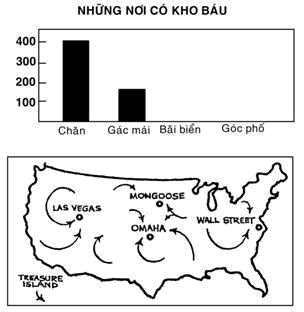 NHỮNG NƠI CÓ KHO BÁU
400
300
200
100
Chăn Gác mái Bãi biển Góc phố
MONGOOSE
LAS VEGAS
WALL STREET
OMAHA
TREASURE
ISLAND